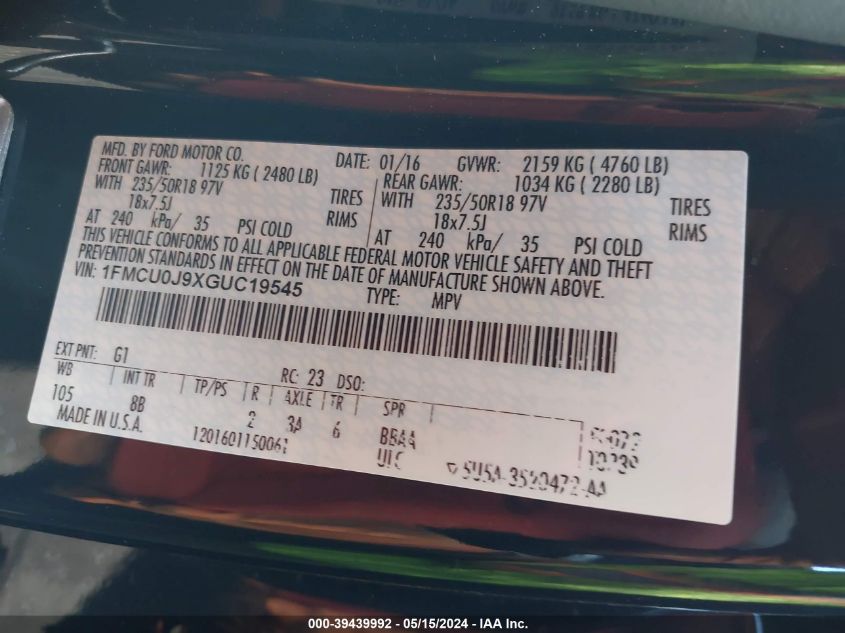 MFD. BY FORD MOTOR CO.
DATE: 01/16 GVWR: 2159 KG ( 4760 LB)
FRONT GAWR: 1125 KG ( 2480 LB)
REAR GAWR: 1034 KG ( 2280 LB)
WITH 235/50R18 97V TIRES
WITH 235/50R18 97V TIRES
18x7.5J RIMS
18x7.5J RIMS
AT 240 kPa/ 35 PSI COLD
AT 240 kPa/ 35 PSI COLD
THIS VEHICLE CONFORMS TO ALL APPLICABLE FEDERAL MOTOR VEHICLE SAFETY AND THEFT
PREVENTION STANDARDS IN EFFECT ON THE DATE OF MANUFACTURE SHOWN ABOVE.
VIN: 1FMCU0J9XGUC19545
TYPE: MPV
EXT PNT: G1
RC: 23 DSO:
WB INT TR TP/PS R AXLE TR SPR
105 8B 2 3A 6 BBAA
MADE IN U.S.A.
1201601150061
UIC
000-39439992 - 05/15/2024 - IAA Inc.